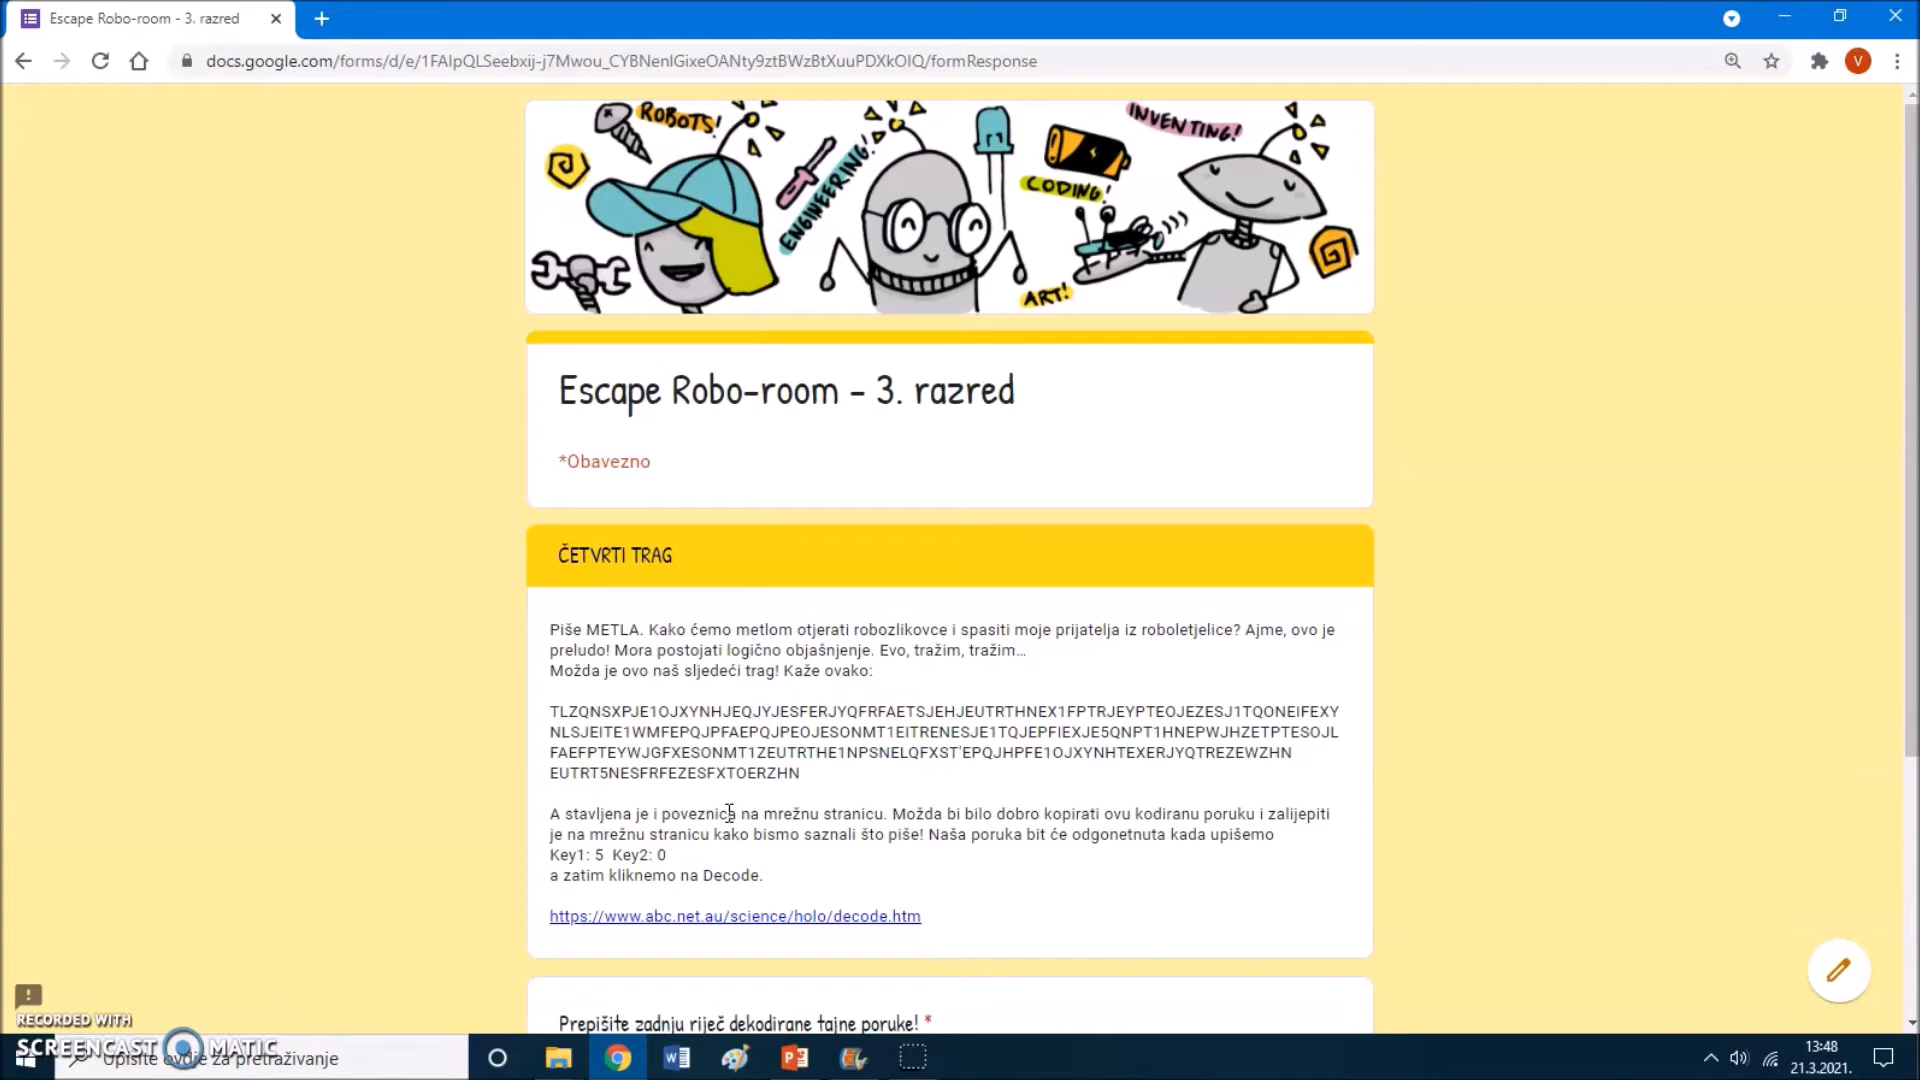 Escape Robo-room - 3. razred
docs.google.com/forms/d/e/1FAIpQLSeebxij-j7Mwou_CYBNenlGixeOANty9ztBWzBtXuuPDXkOIQ/formResponse
V
ROBOTS!
ENGINEERING!
CODING!
INVENTING!
ART!
Escape Robo-room - 3. razred
*Obavezno
ČETVRTI TRAG
Piše METLA. Kako ćemo metlom otjerati robozlikovce i spasiti moje prijatelja iz roboletjelice? Ajme, ovo je
preludo! Mora postojati logično objašnjenje. Evo, tražim, tražim...
Možda je ovo naš sljedeći trag! Kaže ovako:
TLZQNSXPJE1OJXYNHJEQJYJESFERJYQFRFAETSJEHJEUTRTHNEX1FPTRJEYPTEOJEZESJ1TQONEIFEXY
NLSJEITE1WMFEPQJPFAEPQJPEOJESONMT1EITRENESJE1TQJEPFIEXJE5QNPT1HNEPWJHZETPTESOJL
FAEFPTEYWJGFXESONMT1ZEUTRTHE1NPSNELQFXST'EPQJHPFE1OJXYNHTEXERJYQTREZEWZHN
EUTRT5NESFRFEZESFXTOERZHN
A stavljena je i poveznica na mrežnu stranicu. Možda bi bilo dobro kopirati ovu kodiranu poruku i zalijepiti
je na mrežnu stranicu kako bismo saznali što piše! Naša poruka bit će odgonetnuta kada upišemo
Key1: 5  Key2: 0
a zatim kliknemo na Decode.
https://www.abc.net.au/science/holo/decode.htm
Prepišite zadnju riječ dekodirane tajne poruke! *
RECORDED WITH
SCREENCAST MATIC
Upišite ovdje za pretraživanje
13:48
21.3.2021.